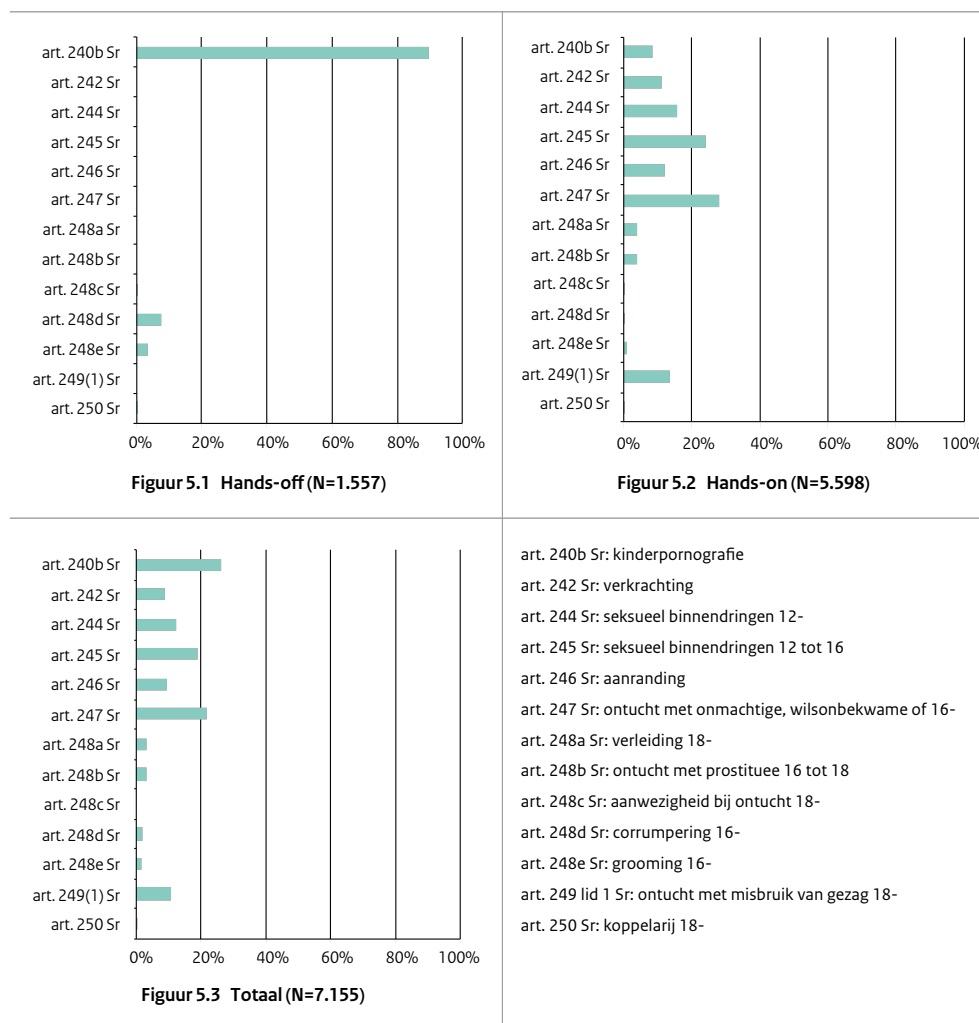 art. 240b Sr
art. 242 Sr
art. 244 Sr
art. 245 Sr
art. 246 Sr
art. 247 Sr
art. 248a Sr
art. 248b Sr
art. 248c Sr
art. 248d Sr
art. 248e Sr
art. 249(1) Sr
art. 250 Sr
0% 20% 40% 60% 80% 100%
Figuur 5.1 Hands-off (N=1.557)
art. 240b Sr
art. 242 Sr
art. 244 Sr
art. 245 Sr
art. 246 Sr
art. 247 Sr
art. 248a Sr
art. 248b Sr
art. 248c Sr
art. 248d Sr
art. 248e Sr
art. 249(1) Sr
art. 250 Sr
0% 20% 40% 60% 80% 100%
Figuur 5.2 Hands-on (N=5.598)
art. 240b Sr
art. 242 Sr
art. 244 Sr
art. 245 Sr
art. 246 Sr
art. 247 Sr
art. 248a Sr
art. 248b Sr
art. 248c Sr
art. 248d Sr
art. 248e Sr
art. 249(1) Sr
art. 250 Sr
0% 20% 40% 60% 80% 100%
Figuur 5.3 Totaal (N=7.155)
art. 240b Sr: kinderpornografie
art. 242 Sr: verkrachting
art. 244 Sr: seksueel binnendringen 12-
art. 245 Sr: seksueel binnendringen 12 tot 16
art. 246 Sr: aanranding
art. 247 Sr: ontucht met onmachtige, wilsonbekwame of 16-
art. 248a Sr: verleiding 18-
art. 248b Sr: ontucht met prostituee 16 tot 18
art. 248c Sr: aanwezigheid bij ontucht 18-
art. 248d Sr: corrumpering 16-
art. 248e Sr: grooming 16-
art. 249 lid 1 Sr: ontucht met misbruik van gezag 18-
art. 250 Sr: koppelarij 18-